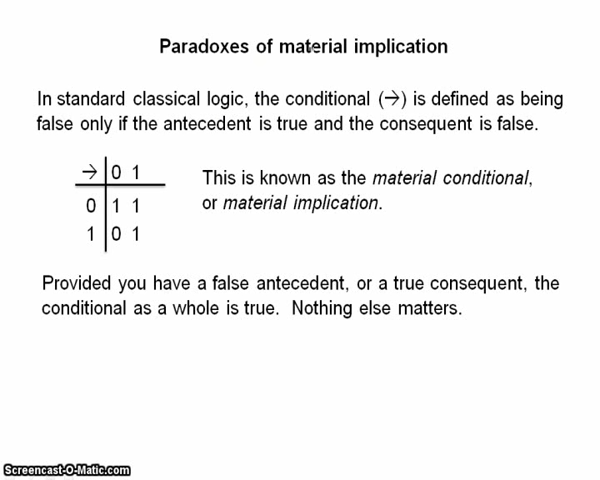 Paradoxes of material implication
In standard classical logic, the conditional (→) is defined as being
false only if the antecedent is true and the consequent is false.
→ 0 1
0 1 1
1 0 1
This is known as the material conditional,
or material implication.
Provided you have a false antecedent, or a true consequent, the
conditional as a whole is true. Nothing else matters.
Screencast-O-Matic.com